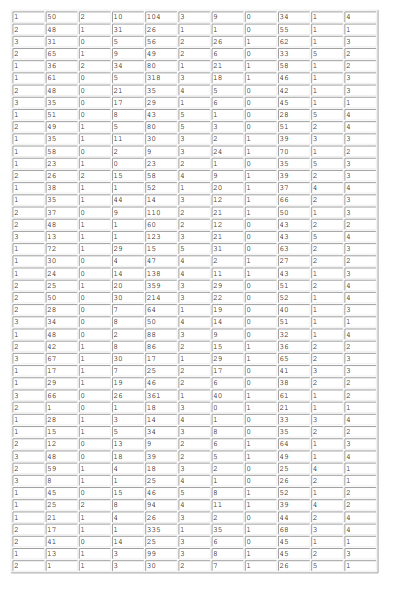 1 50 2 10 104 3 9 0 34 1 4
2 48 1 31 26 1 1 0 55 1 1
3 31 0 5 56 2 26 1 62 1 3
2 65 1 9 49 2 6 0 33 5 2
1 36 2 34 80 1 21 1 58 1 2
1 61 0 5 318 3 18 1 46 1 3
2 48 0 21 35 4 5 0 42 1 3
3 35 0 17 29 1 6 0 45 1 1
1 51 0 8 43 5 1 0 28 5 4
2 49 1 5 80 5 3 0 51 2 4
1 35 1 11 30 3 2 1 39 3 3
1 58 0 2 9 3 24 1 70 1 2
1 23 1 0 23 2 1 0 35 5 3
2 26 2 15 58 4 9 1 39 2 3
1 38 1 1 52 1 20 1 37 4 4
1 35 1 44 14 3 12 1 66 2 3
2 37 0 9 110 2 21 1 50 1 3
2 48 1 1 60 2 12 0 43 2 2
3 13 1 1 123 3 21 0 43 5 4
1 72 1 29 15 5 31 0 63 2 3
1 30 0 4 47 4 2 1 27 2 2
1 24 0 14 138 4 11 1 43 1 3
2 25 1 20 359 3 29 0 51 2 4
2 50 0 30 214 3 22 0 52 1 4
2 28 0 7 64 1 19 0 40 1 3
3 34 0 8 50 4 14 0 51 1 1
1 48 0 2 88 3 9 0 32 1 4
2 42 1 8 86 2 15 1 36 2 2
3 67 1 30 17 1 29 1 65 2 3
1 17 1 7 25 2 17 0 41 3 3
1 29 1 19 46 2 6 0 38 2 2
3 66 0 26 361 1 40 1 61 1 2
2 1 0 1 18 3 0 1 21 1 1
1 28 1 3 14 4 1 0 33 3 4
1 15 1 5 34 3 8 0 35 2 2
2 12 0 13 9 2 6 1 64 1 3
3 48 0 18 39 2 5 1 49 1 4
2 59 1 4 18 3 2 0 25 4 1
3 8 1 1 25 4 1 0 26 2 1
1 45 0 15 46 5 8 1 52 1 2
1 25 2 8 94 4 11 1 39 4 2
1 21 1 4 26 3 2 0 44 2 4
2 17 1 1 335 1 35 1 68 3 4
2 41 0 14 25 3 6 0 45 1 1
1 13 1 3 99 3 8 1 45 2 3
2 1 1 3 30 2 7 1 26 5 1